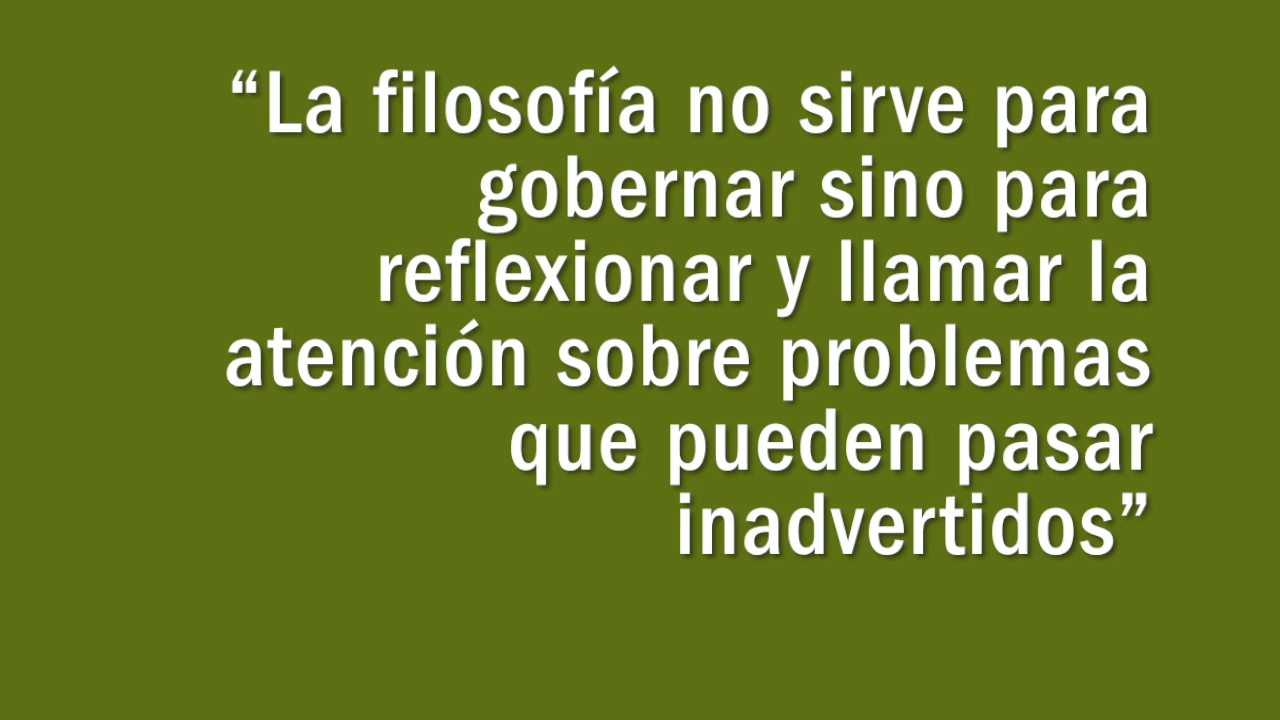 “La filosofía no sirve para
gobernar sino para
reflexionar y llamar la
atención sobre problemas
que pueden pasar
inadvertidos”